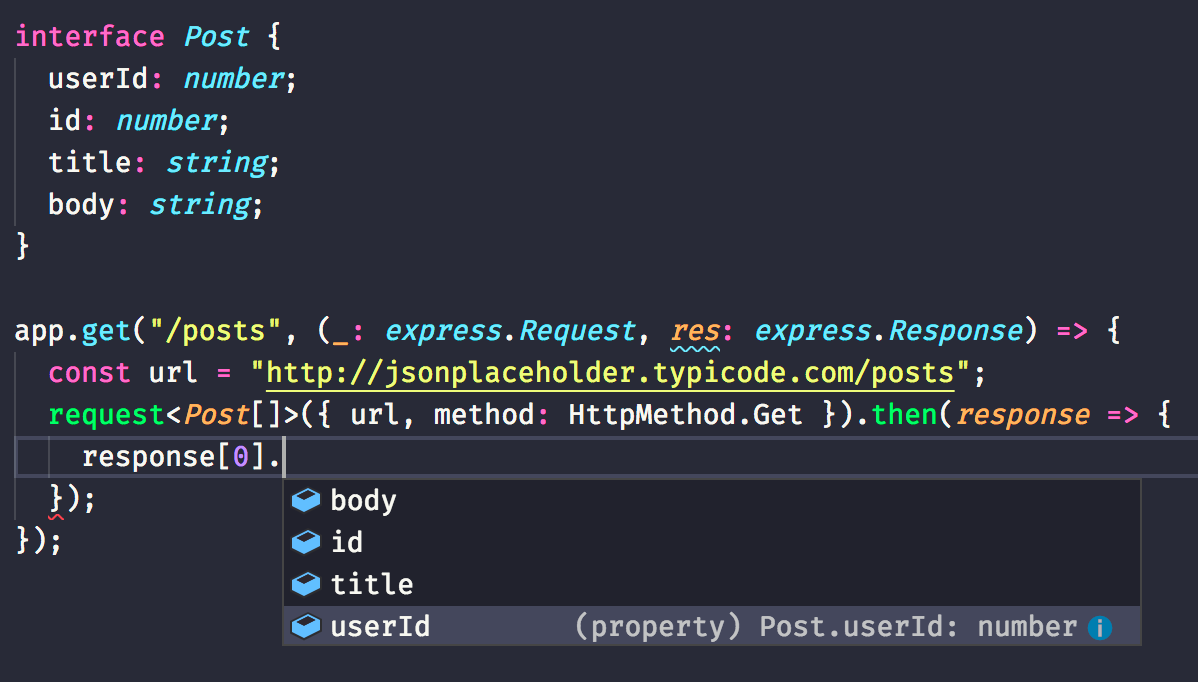 interface Post {
  userId: number;
  id: number;
  title: string;
  body: string;
}

app.get("/posts", (_: express.Request, res: express.Response) => {
  const url = "http://jsonplaceholder.typicode.com/posts";
  request<Post[]>({ url, method: HttpMethod.Get }).then(response => {
    response[0].
  });
});
body
id
title
userId (property) Post.userId: number